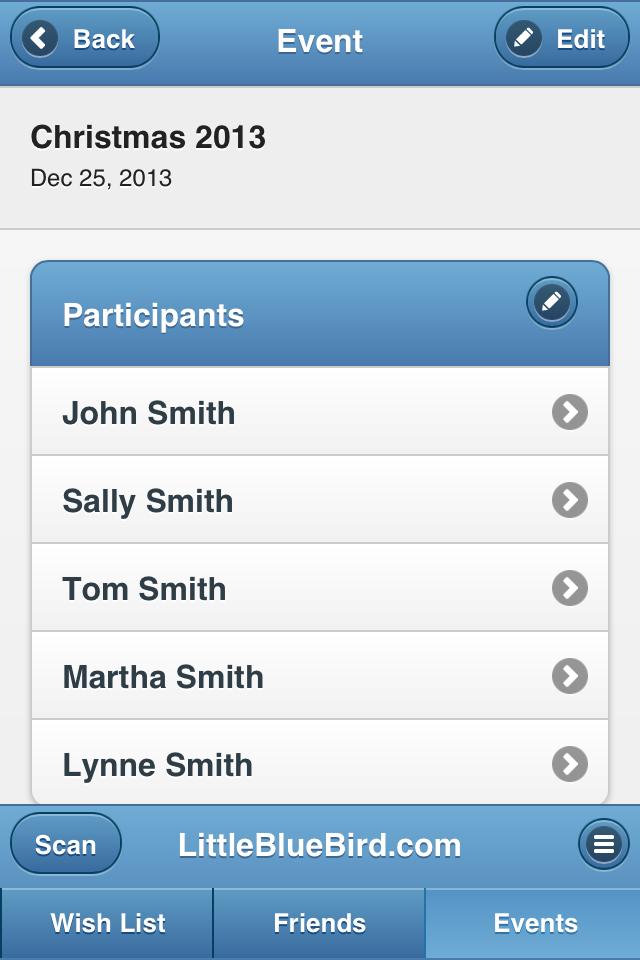 Back
Event
Edit
Christmas 2013
Dec 25, 2013
Participants
John Smith
Sally Smith
Tom Smith
Martha Smith
Lynne Smith
Scan
LittleBlueBird.com
Wish List
Friends
Events